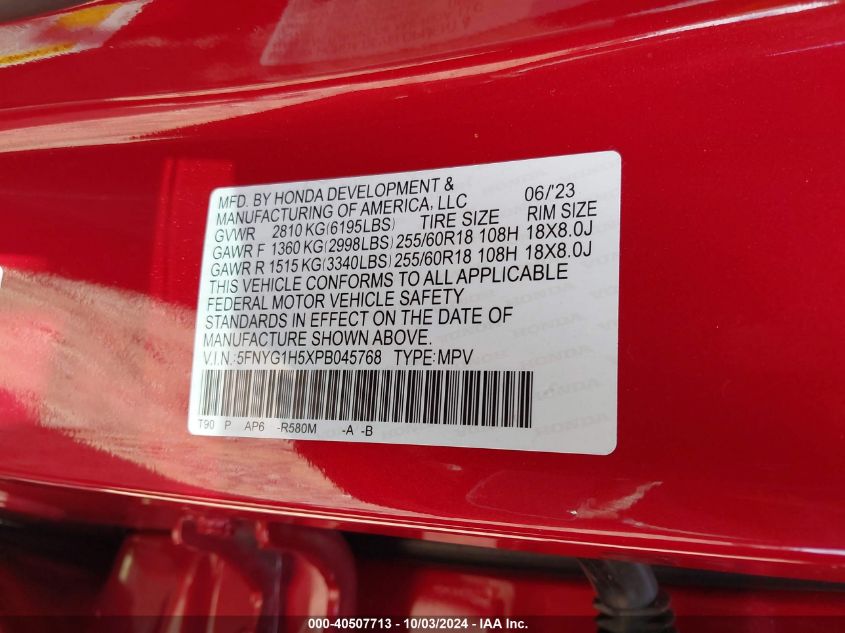 MFD. BY HONDA DEVELOPMENT &
MANUFACTURING OF AMERICA, LLC 06/'23
GVWR 2810 KG(6195LBS) TIRE SIZE RIM SIZE
GAWR F 1360 KG(2998LBS) 255/60R18 108H 18X8.0J
GAWR R 1515 KG(3340LBS) 255/60R18 108H 18X8.0J
THIS VEHICLE CONFORMS TO ALL APPLICABLE
FEDERAL MOTOR VEHICLE SAFETY
STANDARDS IN EFFECT ON THE DATE OF
MANUFACTURE SHOWN ABOVE.
V.I.N.:5FNYG1H5XPB045768 TYPE:MPV
T90 P AP6 -R580M -A -B
000-40507713 - 10/03/2024 - IAA Inc.